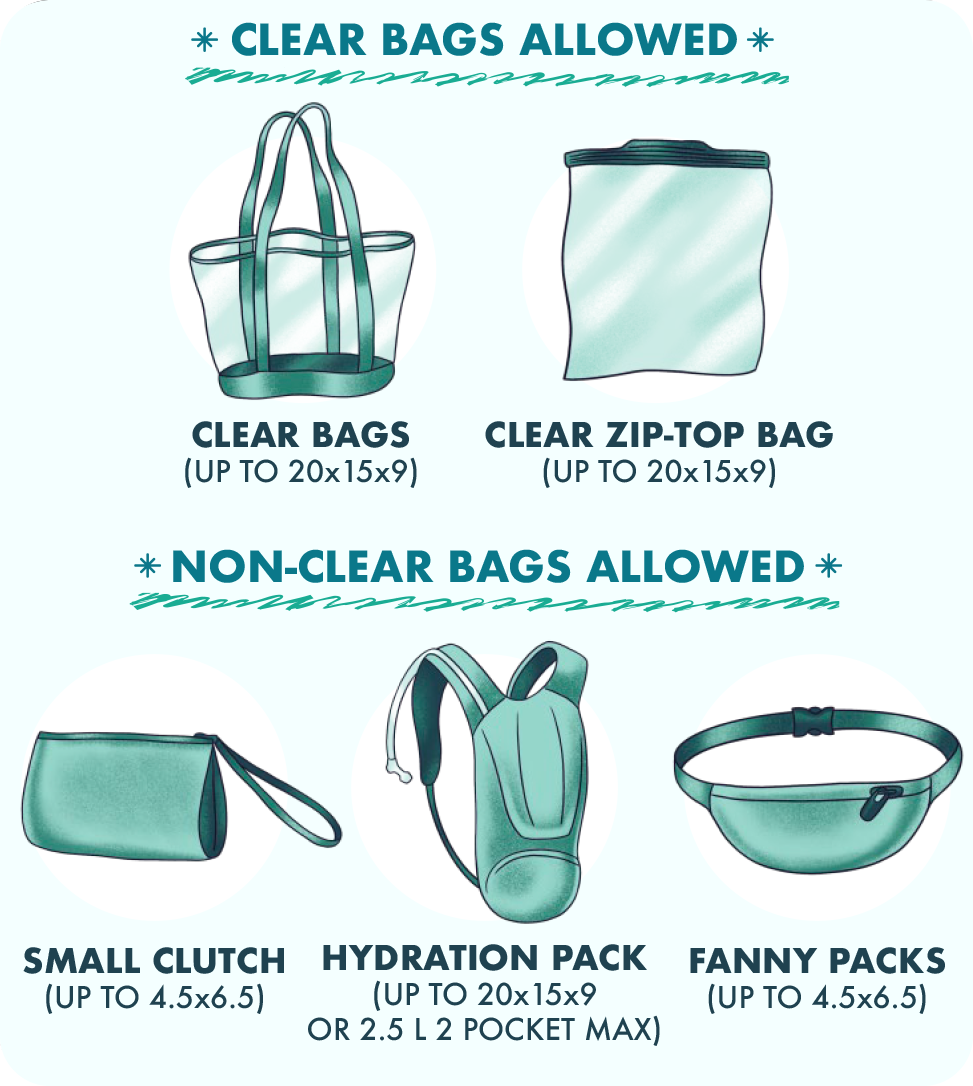 CLEAR BAGS ALLOWED
CLEAR BAGS
(UP TO 20x15x9)
CLEAR ZIP-TOP BAG
(UP TO 20x15x9)
NON-CLEAR BAGS ALLOWED
SMALL CLUTCH
(UP TO 4.5x6.5)
HYDRATION PACK
(UP TO 20x15x9
OR 2.5 L 2 POCKET MAX)
FANNY PACKS
(UP TO 4.5x6.5)